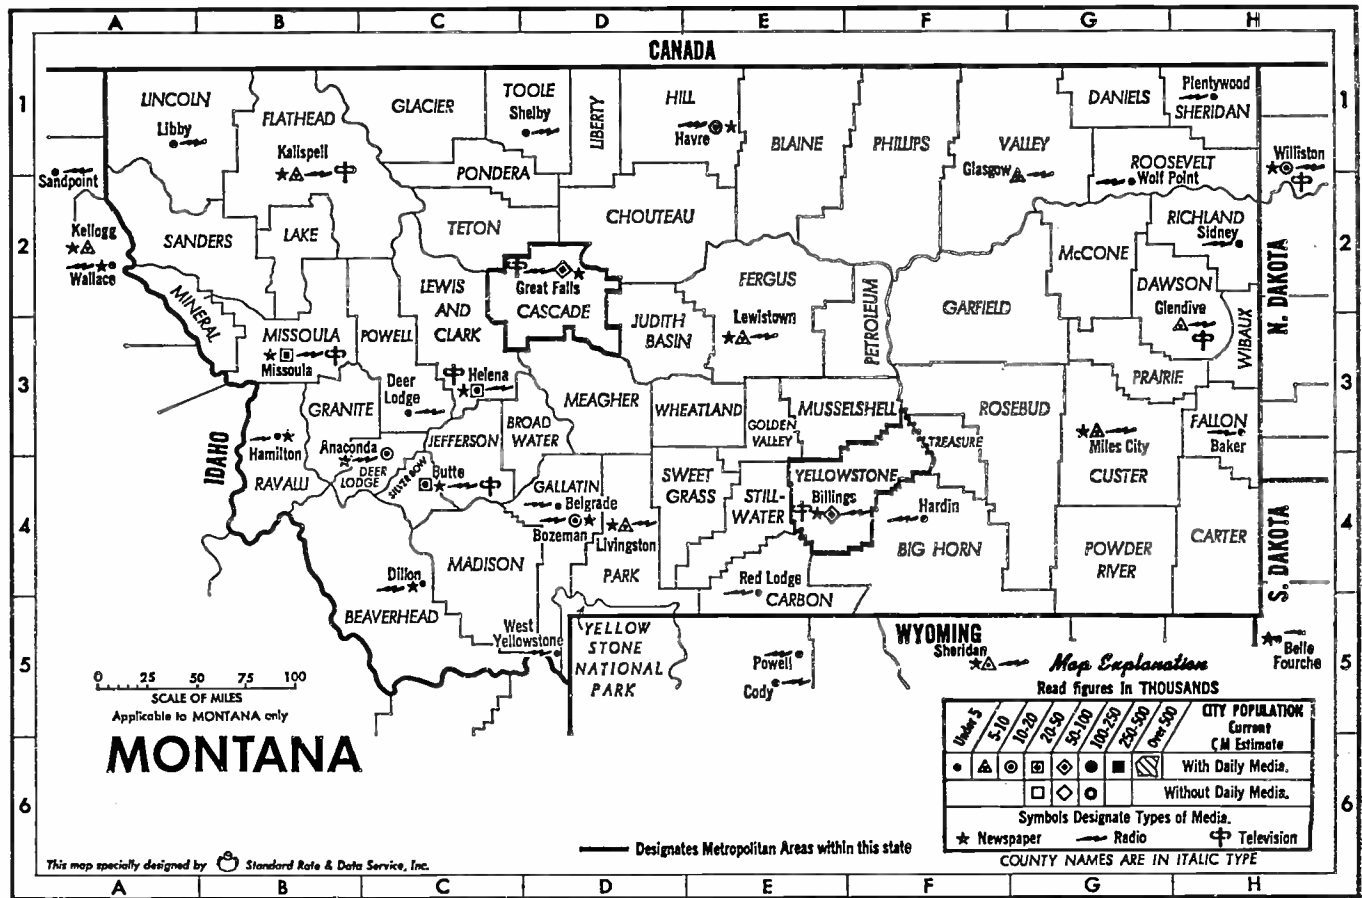 A B C D E F G H
CANADA
1 1
LINCOLN
Libby
FLATHEAD
Kalispell
GLACIER
TOOLE
Shelby
LIBERTY
HILL
Havre
BLAINE
PHILLIPS
VALLEY
Glasgow
DANIELS
Plentywood
SHERIDAN
ROOSEVELT
Wolf Point
Williston
Sandpoint
PONDERA
2 2
Kellogg
Wallace
SANDERS
LAKE
TETON
CHOUTEAU
MINERAL
LEWIS
AND
CLARK
Great Falls
CASCADE
JUDITH
BASIN
FERGUS
Lewistown
PETROLEUM
GARFIELD
McCONE
RICHLAND
Sidney
DAWSON
Glendive
WIBAUX
N. DAKOTA
MISSOULA
Missoula
POWELL
3 3
Deer
Lodge
Helena
GRANITE
MEAGHER
WHEATLAND
GOLDEN
VALLEY
MUSSELSHELL
ROSEBUD
TREASURE
PRAIRIE
FALLON
Baker
Miles City
CUSTER
IDAHO
Hamilton
RAVALLI
Anaconda
DEER
LODGE
SILVER BOW
JEFFERSON
BROAD
WATER
Butte
4 4
GALLATIN
Belgrade
Bozeman
Livingston
PARK
SWEET
GRASS
STILL-
WATER
YELLOWSTONE
Billings
Hardin
BIG HORN
POWDER
RIVER
CARTER
S. DAKOTA
MADISON
Dillon
BEAVERHEAD
Red Lodge
CARBON
West
Yellowstone
YELLOW
STONE
NATIONAL
PARK
5 5
WYOMING
Powell
Cody
Sheridan
Belle
Fourche
0 25 50 75 100
SCALE OF MILES
Applicable to MONTANA only
MONTANA
Map Explanation
Read figures in THOUSANDS
Under 5 5-10 10-20 20-50 50-100 100-250 250-500 Over 500
CITY POPULATION
Current
CM Estimate
With Daily Media.
Without Daily Media.
Symbols Designate Types of Media.
Newspaper Radio Television
COUNTY NAMES ARE IN ITALIC TYPE
6 6
Designates Metropolitan Areas within this state
This map specially designed by Standard Rate & Data Service, Inc.
A B C D E F G H